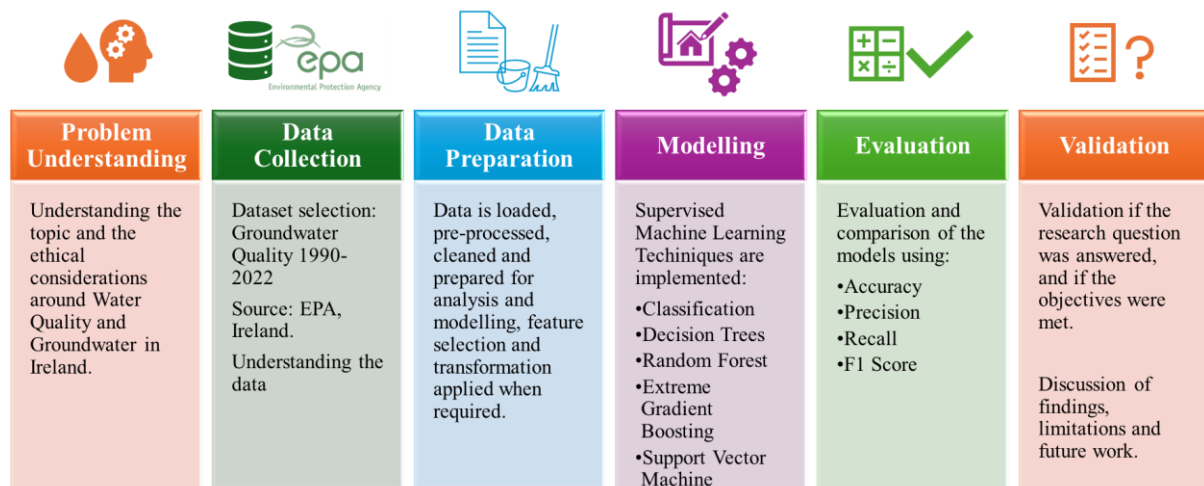 epa
Environmental Protection Agency
Problem
Understanding
Understanding the
topic and the
ethical
considerations
around Water
Quality and
Groundwater in
Ireland.
Data
Collection
Dataset selection:
Groundwater
Quality 1990-
2022
Source: EPA,
Ireland.
Understanding the
data
Data
Preparation
Data is loaded,
pre-processed,
cleaned and
prepared for
analysis and
modelling, feature
selection and
transformation
applied when
required.
Modelling
Supervised
Machine Learning
Techiniques are
implemented:
•Classification
•Decision Trees
•Random Forest
•Extreme
Gradient
Boosting
•Support Vector
Machine
Evaluation
Evaluation and
comparison of the
models using:
•Accuracy
•Precision
•Recall
•F1 Score
Validation
Validation if the
research question
was answered,
and if the
objectives were
met.
Discussion of
findings,
limitations and
future work.